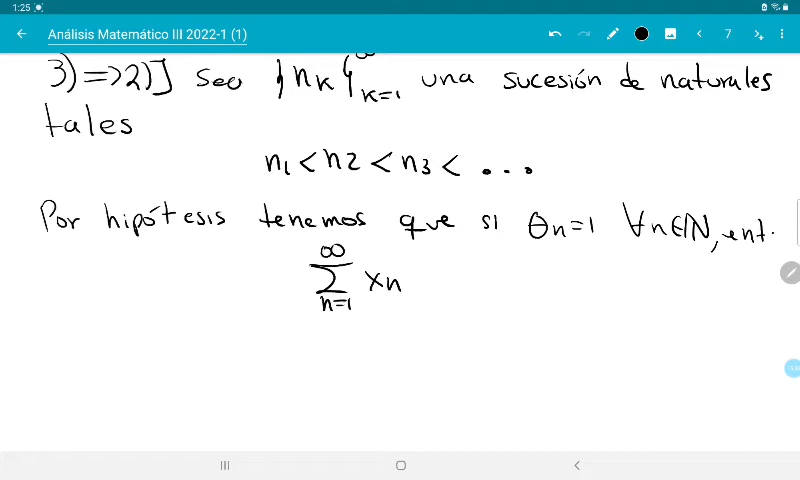 1:25
Análisis Matemático III 2022-1 (1)
7
3) => 2)] Sea {n_K}_{K=1}^∞ una sucesión de naturales
tales
n₁ < n2 < n3 < ...
Por hipótesis tenemos que si θn=1 ∀n∈ℕ, ent.
∞
∑ xn
n=1